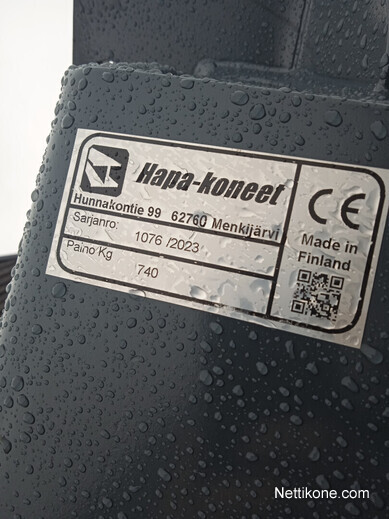 Hapa-koneet
Hunnakontie 99 62760 Menkijärvi
Sarjanro: 1076 /2023
Paino Kg 740
CE
Made in
Finland
Nettikone.com